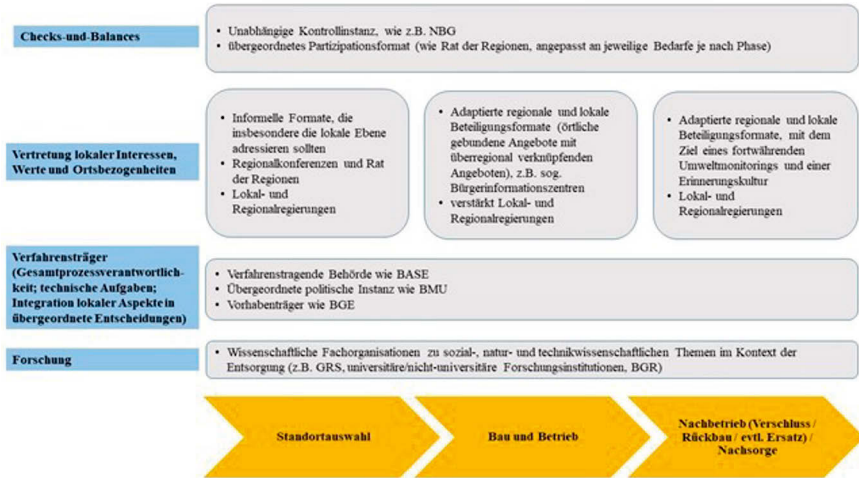 Checks-und-Balances
• Unabhängige Kontrollinstanz, wie z.B. NBG
• übergeordnetes Partizipationsformat (wie Rat der Regionen, angepasst an jeweilige Bedarfe je nach Phase)
Vertretung lokaler Interessen,
Werte und Ortsbezogenheiten
• Informelle Formate, die
insbesondere die lokale Ebene
adressieren sollten
• Regionalkonferenzen und Rat
der Regionen
• Lokal- und
Regionalregierungen
• Adaptierte regionale und lokale
Beteiligungsformate (örtliche
gebundene Angebote mit
überregional verknüpfenden
Angeboten), z.B. sog.
Bürgerinformationszentren
• verstärkt Lokal- und
Regionalregierungen
• Adaptierte regionale und lokale
Beteiligungsformate, mit dem
Ziel eines fortwährenden
Umweltmonitorings und einer
Erinnerungskultur
• Lokal- und
Regionalregierungen
Verfahrensträger
(Gesamtprozessverantwortlich-
keit; technische Aufgaben;
Integration lokaler Aspekte in
übergeordnete Entscheidungen)
• Verfahrenstragende Behörde wie BASE
• Übergeordnete politische Instanz wie BMU
• Vorhabenträger wie BGE
Forschung
• Wissenschaftliche Fachorganisationen zu sozial-, natur- und technikwissenschaftlichen Themen im Kontext der
Entsorgung (z.B. GRS, universitäre/nicht-universitäre Forschungsinstitutionen, BGR)
Standortauswahl
Bau und Betrieb
Nachbetrieb (Verschluss /
Rückbau / evtl. Ersatz) /
Nachsorge